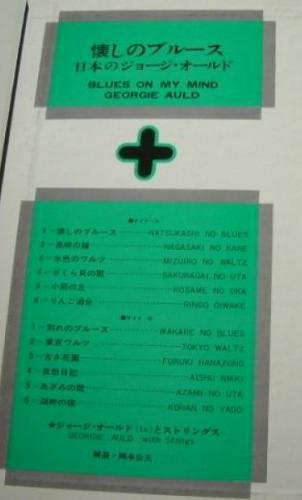 懐しのブルース
日本のジョージ・オールド
BLUES ON MY MIND
GEORGIE AULD
1－懐しのブルース NATSUKASHI NO BLUES
2－長崎の鐘 NAGASAKI NO KANE
3－水色のワルツ MIZUIRO NO WALTZ
4－さくら貝の歌 SAKURAGAI NO UTA
5－小雨の丘 KOSAME NO OKA
6－りんご追分 RINGO OIWAKE
1－別れのブルース WAKARE NO BLUES
2－東京ワルツ TOKYO WALTZ
3－古き花園 FURUKI HANAZONO
4－哀愁日記 AISHU NIKKI
5－あざみの歌 AZAMI NO UTA
6－湖畔の宿 KOHAN NO YADO
★ジョージ・オールド(ts)とストリングス
GEORGIE AULD with Strings
解説・岡本公夫